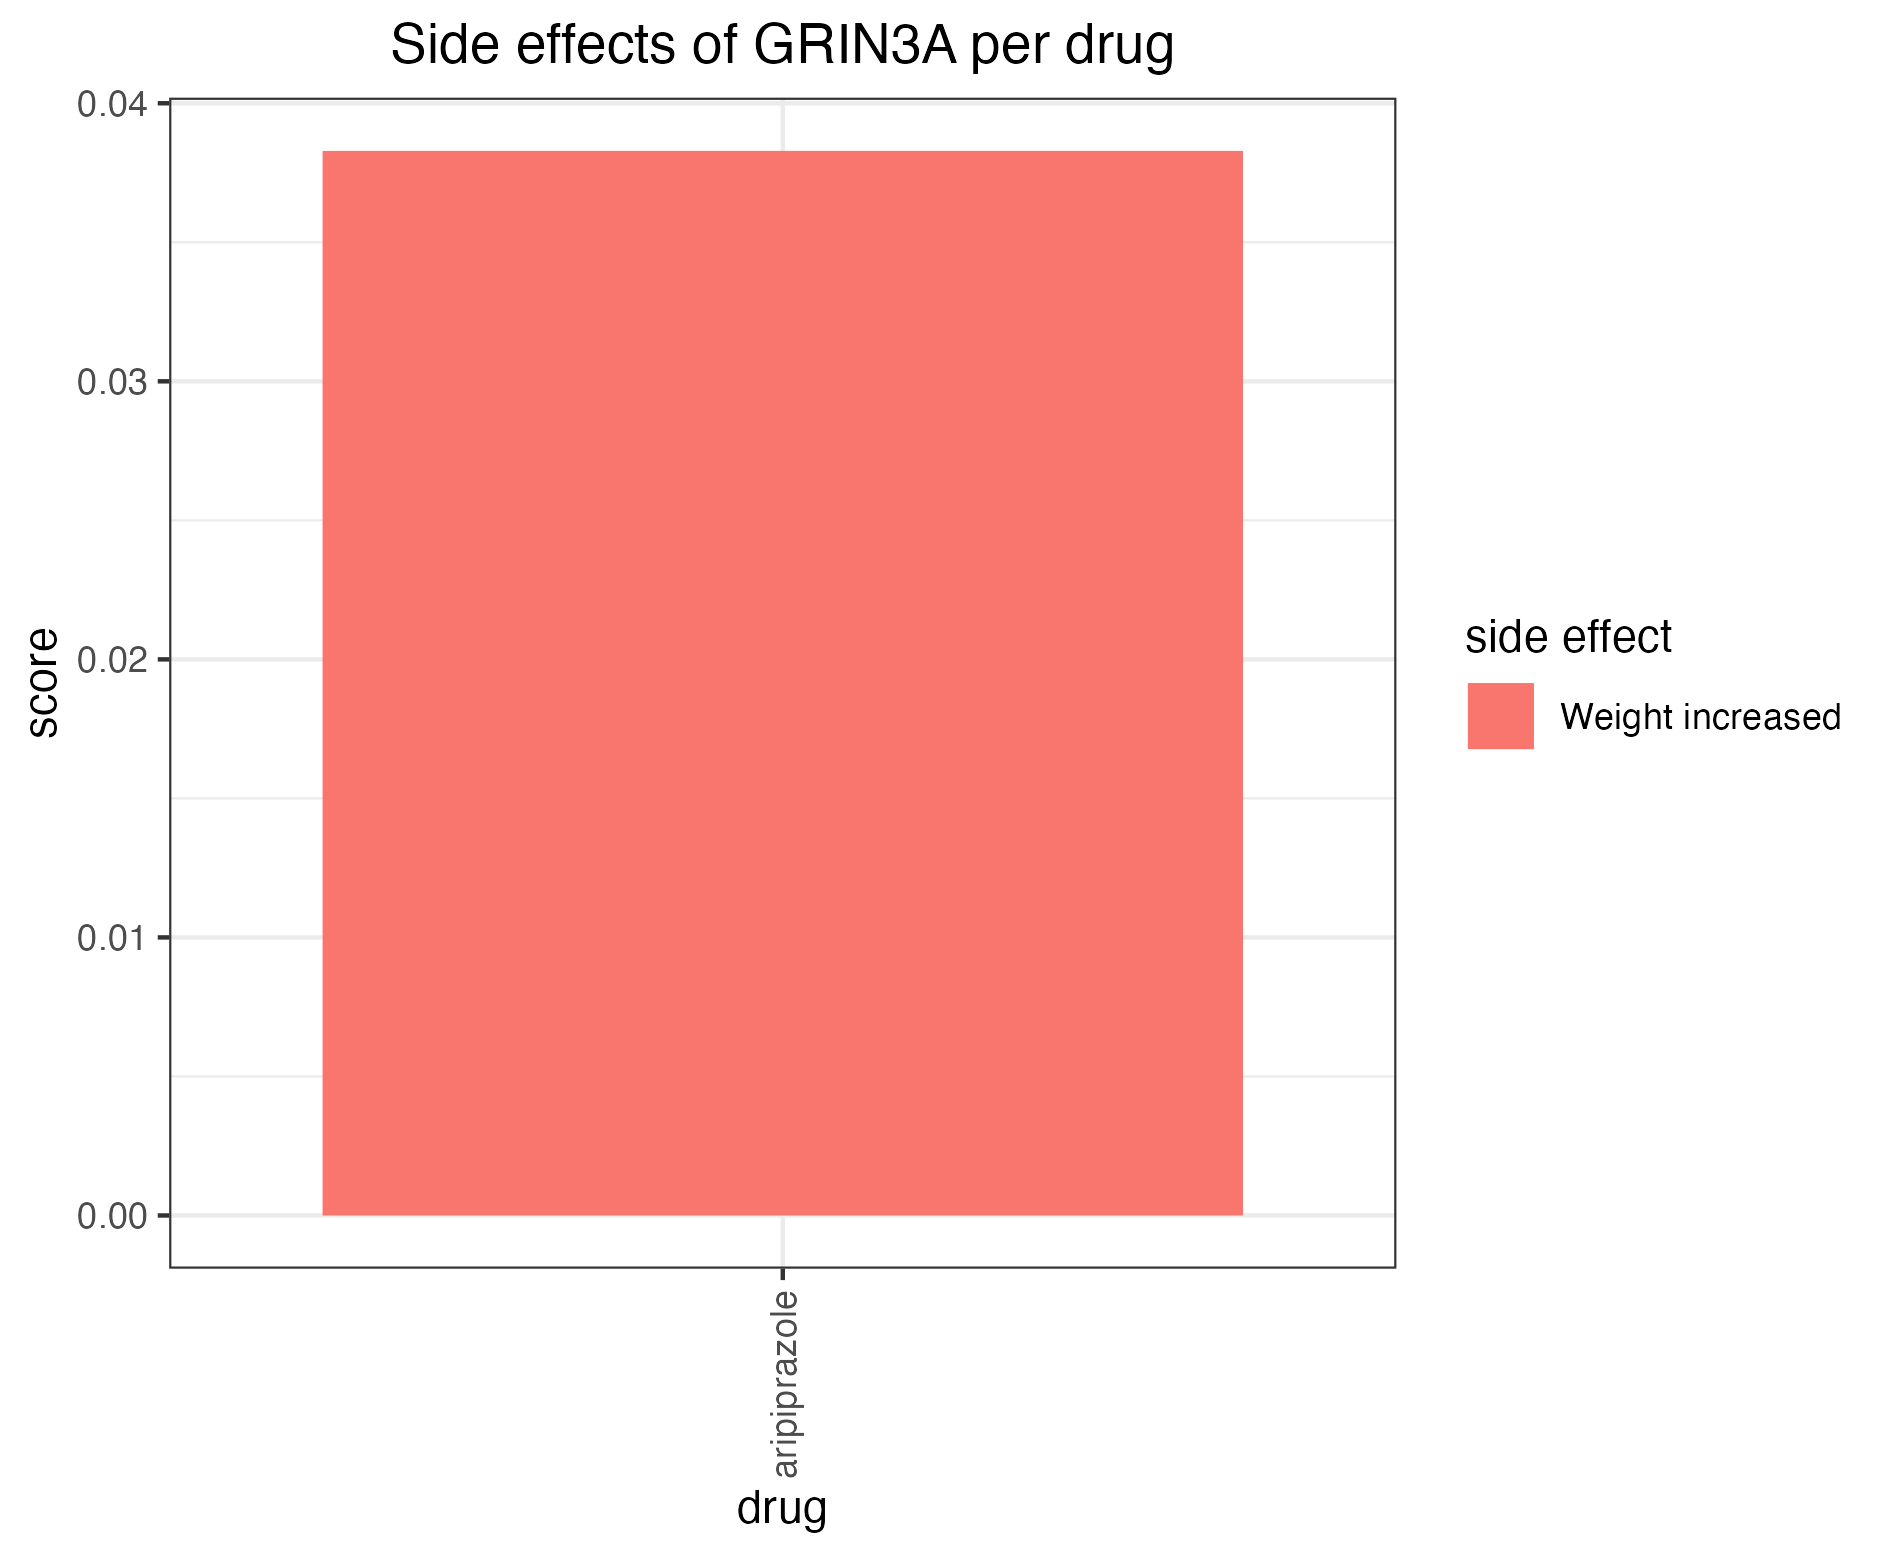 Side effects of GRIN3A per drug
0.04
0.03
0.02
0.01
0.00
score
aripiprazole
drug
side effect
Weight increased